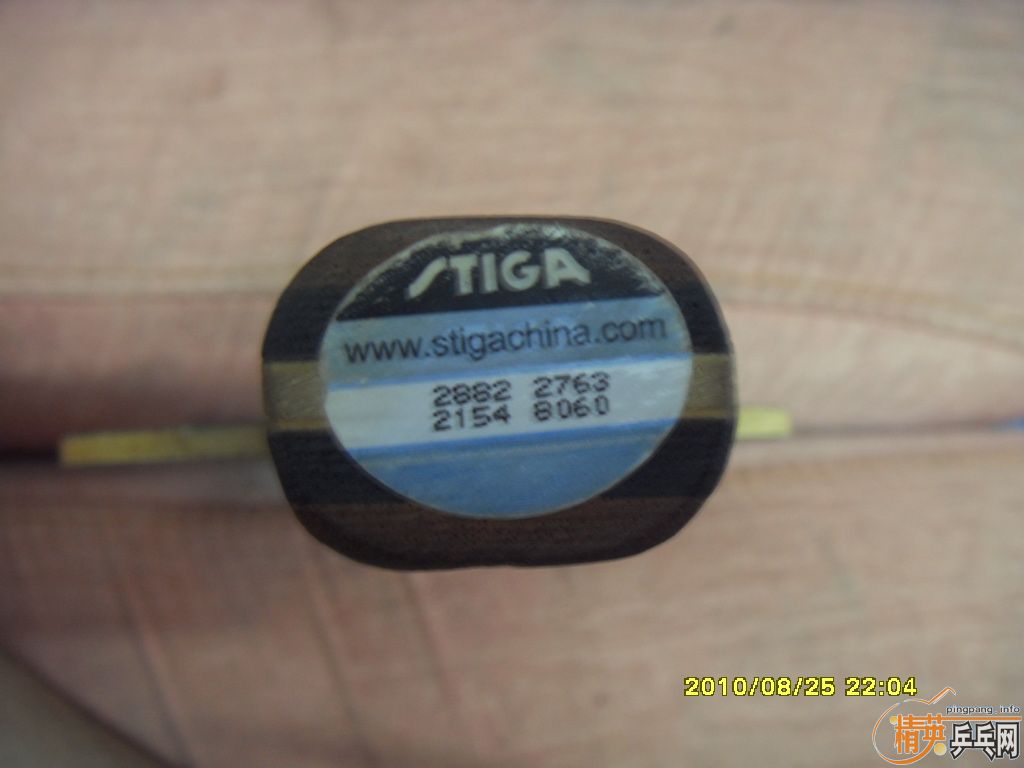 STIGA
www.stigachina.com
2882 2763
2154 8060
2010/08/25 22:04
pingpang.info
精英乒乓网